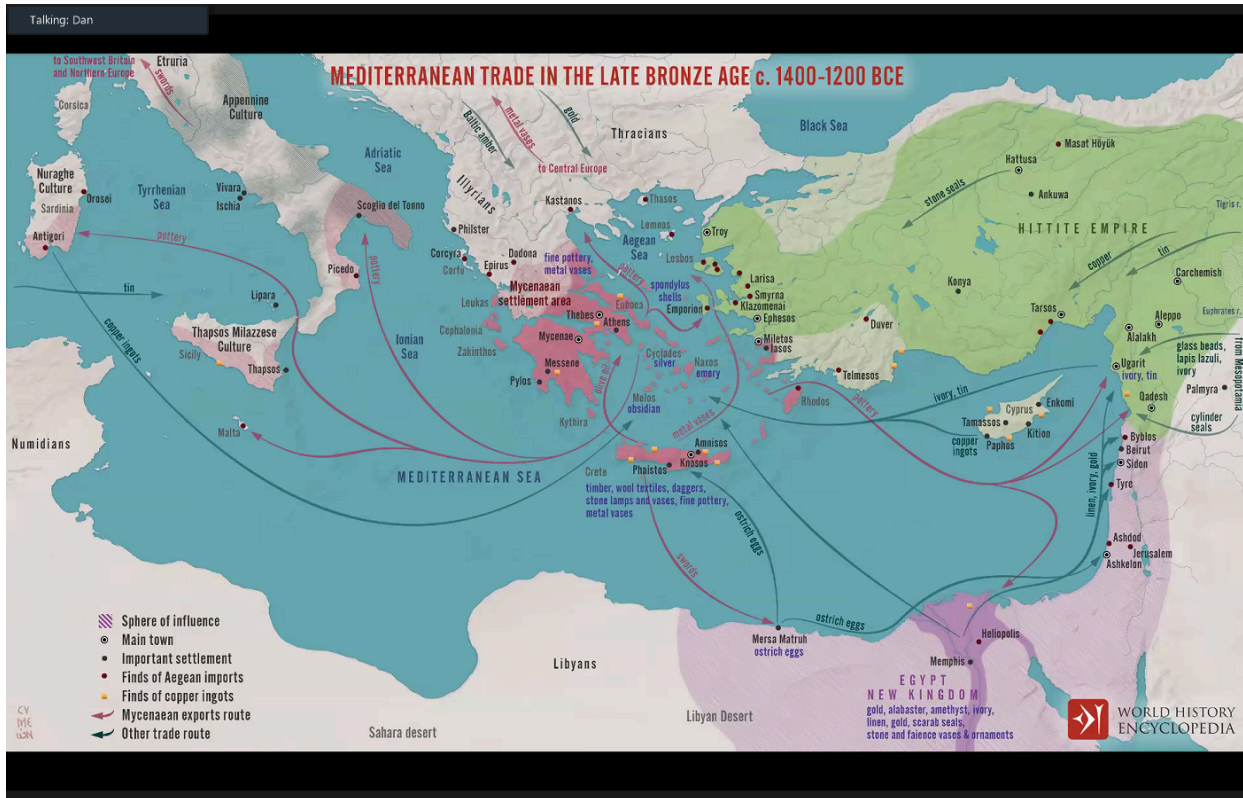 Talking: Dan
MEDITERRANEAN TRADE IN THE LATE BRONZE AGE c. 1400-1200 BCE
to Southwest Britain
and Northern Europe
swords
Etruria
Corsica
Appennine
Culture
Adriatic
Sea
Baltic amber
metal vases
gold
to Central Europe
Thracians
Black Sea
Illyrians
Nuraghe
Culture
Sardinia
Orosei
Antigori
Tyrrhenian
Sea
Vivara
Ischia
Scoglio del Tonno
Picedo
pottery
pottery
tin
copper ingots
Lipara
Thapsos Milazzese
Culture
Sicily
Thapsos
Malta
Numidians
Ionian
Sea
MEDITERRANEAN SEA
Philster
Corcyra
Corfu
Epirus
Dodona
Kastanos
Thasos
Lemnos
Aegean
Sea
Lesbos
fine pottery,
metal vases
Mycenaean
settlement area
Leukas
Cephalonia
Zakinthos
Thebes
Euboea
Athens
Mycenae
Messene
Pylos
Kythira
olive oil
pottery
spondylus
shells
Emporion
Cyclades
silver
Naxos
emery
Melos
obsidian
metal vases
Crete
Phaistos
Amnisos
Knosos
timber, wool textiles, daggers,
stone lamps and vases, fine pottery,
metal vases
swords
ostrich eggs
Troy
Larisa
Smyrna
Klazomenai
Ephesos
Miletos
Iasos
Rhodos
Telmesos
Duver
Konya
stone seals
Hattusa
Masat Höyük
Ankuwa
HITTITE EMPIRE
Tigris r.
copper
tin
Carchemish
Tarsos
Euphrates r.
Aleppo
Alalakh
glass beads,
lapis lazuli,
ivory
from Mesopotamia
Ugarit
ivory, tin
Palmyra
Qadesh
cylinder
seals
ivory, tin
pottery
Cyprus
Enkomi
Tamassos
Kition
Paphos
copper
ingots
Byblos
Beirut
Sidon
Tyre
linen, ivory, gold
Ashdod
Jerusalem
Ashkelon
ostrich eggs
Mersa Matruh
ostrich eggs
Heliopolis
Memphis
EGYPT
NEW KINGDOM
gold, alabaster, amethyst, ivory,
linen, gold, scarab seals,
stone and faience vases & ornaments
Libyans
Libyan Desert
Sahara desert
Sphere of influence
Main town
Important settlement
Finds of Aegean imports
Finds of copper ingots
Mycenaean exports route
Other trade route
WORLD HISTORY
ENCYCLOPEDIA